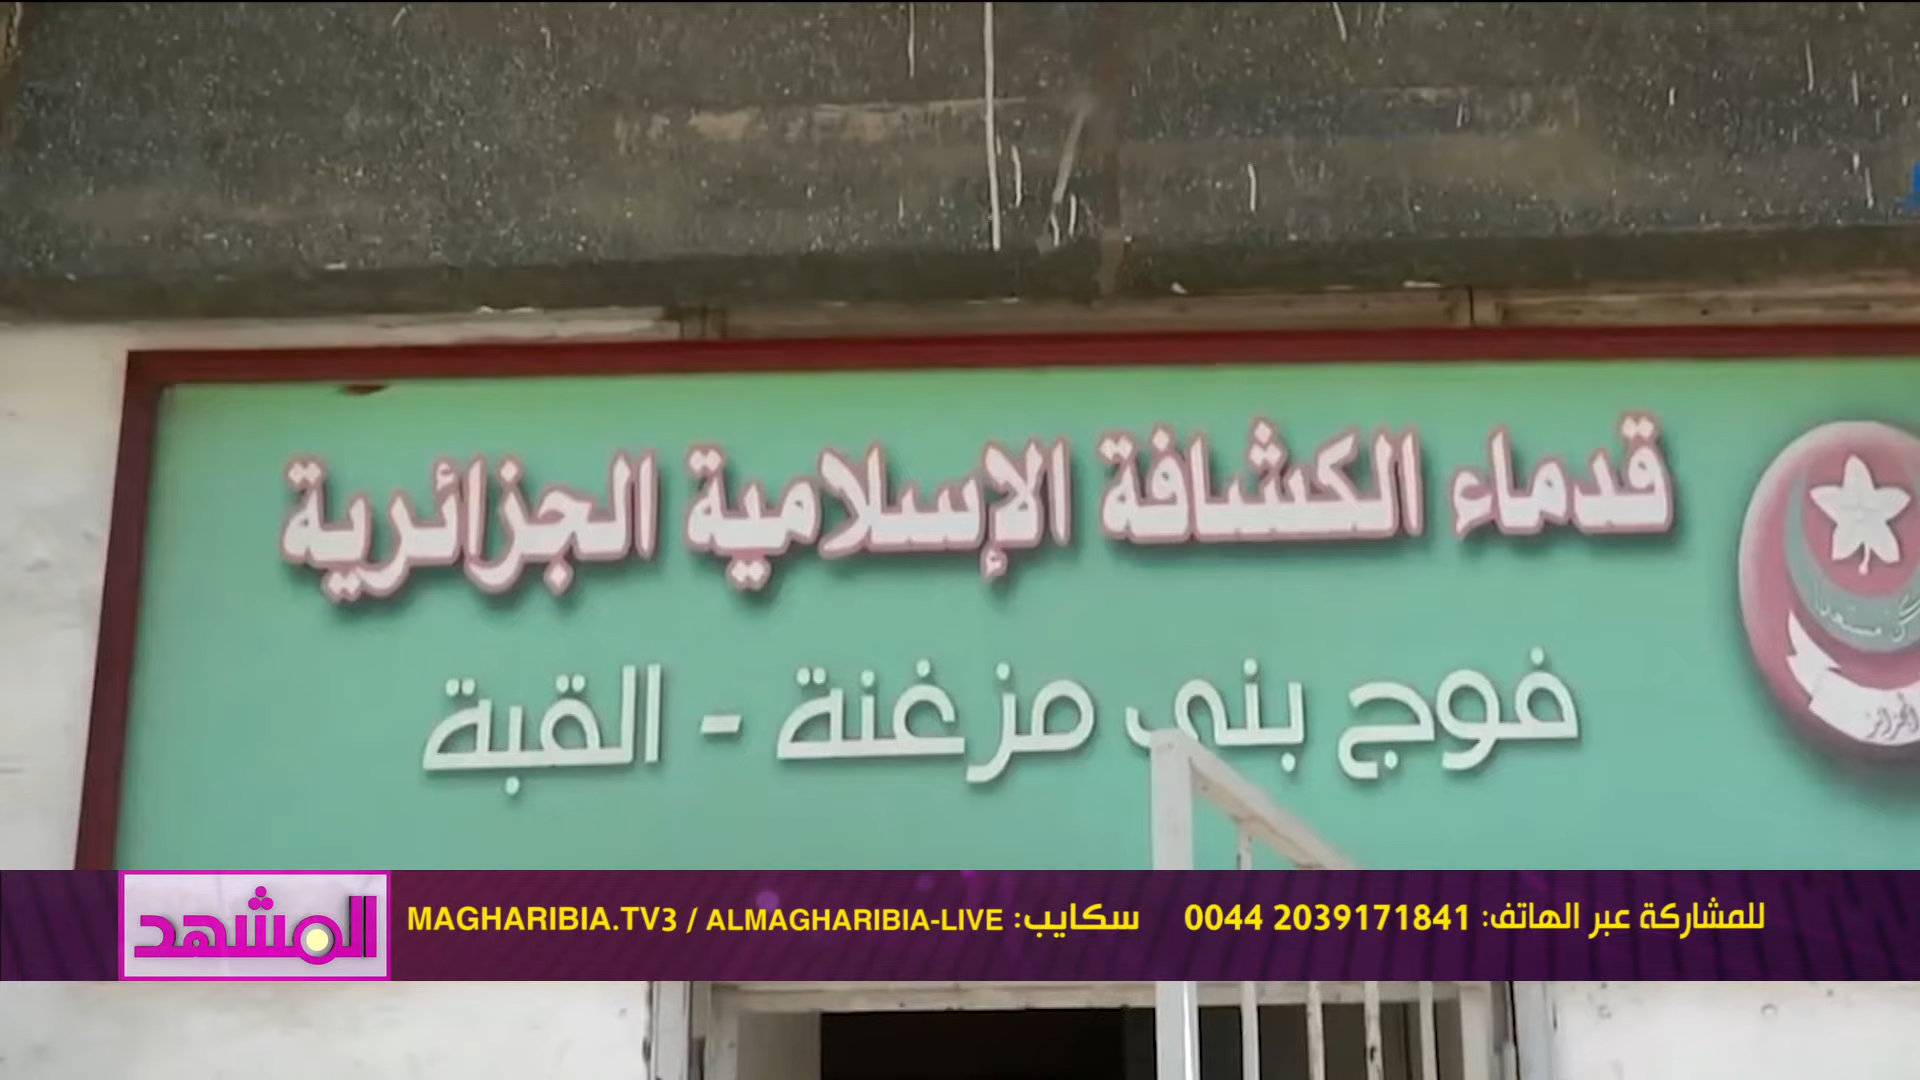 قدماء الكشافة الإسلامية الجزائرية
فوج بني مزغنة - القبة
الجزائر
للمشاركة عبر الهاتف: 0044 2039171841 سكايب: MAGHARIBIA.TV3 / ALMAGHARIBIA-LIVE
المشهد